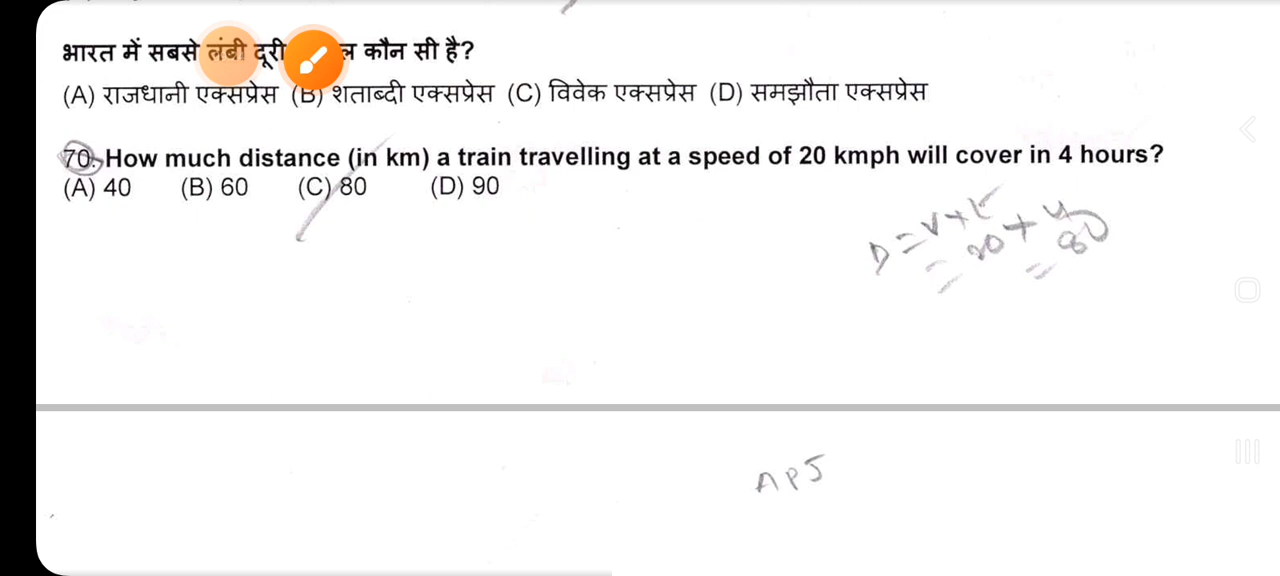 भारत में सबसे लंबी दूरी कौन सी है?
(A) राजधानी एक्सप्रेस (B) शताब्दी एक्सप्रेस (C) विवेक एक्सप्रेस (D) समझौता एक्सप्रेस
70. How much distance (in km) a train travelling at a speed of 20 kmph will cover in 4 hours?
(A) 40 (B) 60 (C) 80 (D) 90
D = V × t
= 20 × 4
= 80
APJ